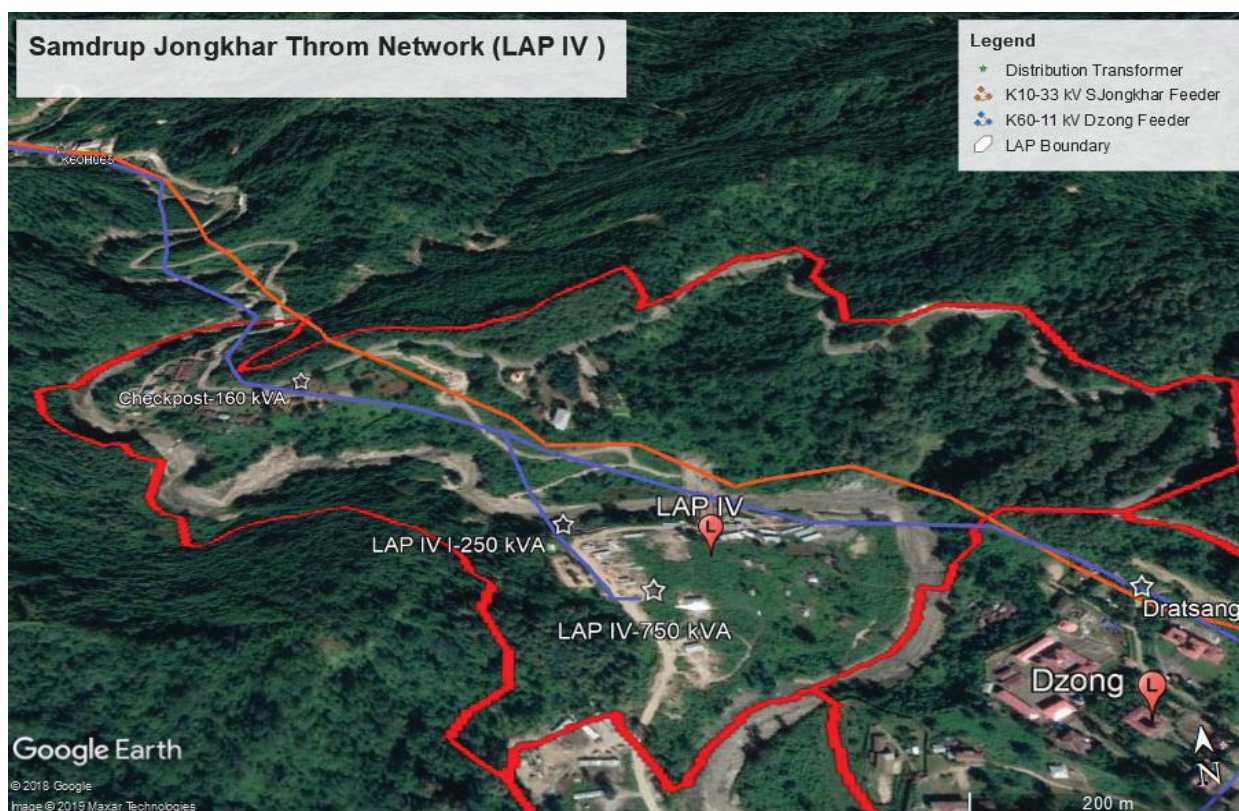 Samdrup Jongkhar Throm Network (LAP IV )
Legend
Distribution Transformer
K10-33 kV SJongkhar Feeder
K60-11 kV Dzong Feeder
LAP Boundary
K60H065
Checkpost-160 kVA
LAP IV
LAP IV I-250 kVA
LAP IV-750 kVA
Dratsang
Dzong
L
L
N
Google Earth
© 2018 Google
Image © 2019 Maxar Technologies
200 m